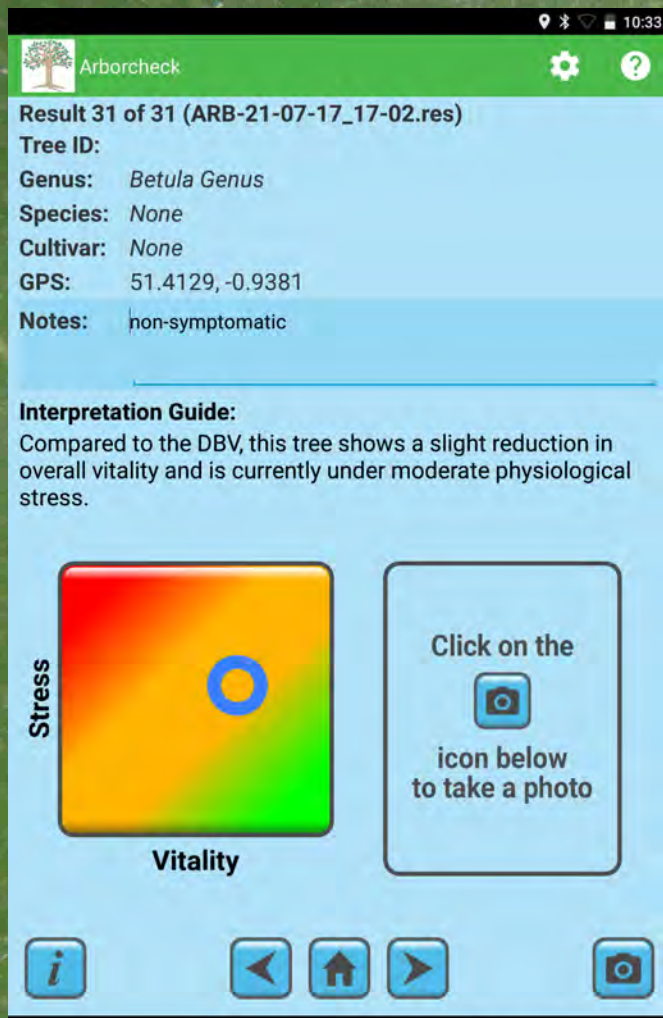 10:33
Arborcheck
Result 31 of 31 (ARB-21-07-17_17-02.res)
Tree ID:
Genus: Betula Genus
Species: None
Cultivar: None
GPS: 51.4129, -0.9381
Notes: non-symptomatic
Interpretation Guide:
Compared to the DBV, this tree shows a slight reduction in
overall vitality and is currently under moderate physiological
stress.
Stress
Vitality
Click on the
icon below
to take a photo
i